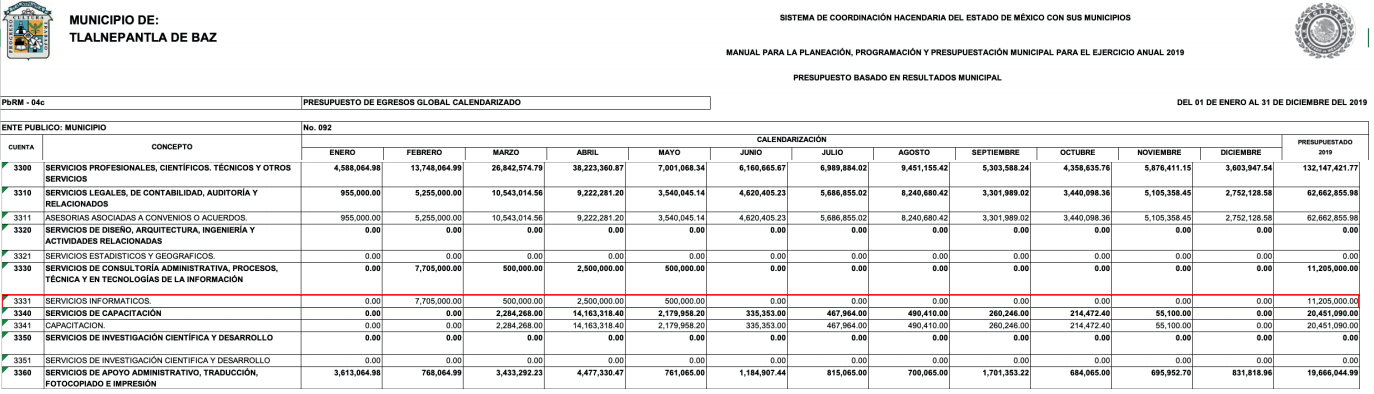 MUNICIPIO DE:
TLALNEPANTLA DE BAZ
SISTEMA DE COORDINACIÓN HACENDARIA DEL ESTADO DE MÉXICO CON SUS MUNICIPIOS
MANUAL PARA LA PLANEACIÓN, PROGRAMACIÓN Y PRESUPUESTACIÓN MUNICIPAL PARA EL EJERCICIO ANUAL 2019
PRESUPUESTO BASADO EN RESULTADOS MUNICIPAL
PbRM - 04c PRESUPUESTO DE EGRESOS GLOBAL CALENDARIZADO DEL 01 DE ENERO AL 31 DE DICIEMBRE DEL 2019
ENTE PUBLICO: MUNICIPIO No. 092
CUENTA CONCEPTO CALENDARIZACIÓN PRESUPUESTADO 2019
ENERO FEBRERO MARZO ABRIL MAYO JUNIO JULIO AGOSTO SEPTIEMBRE OCTUBRE NOVIEMBRE DICIEMBRE
3300 SERVICIOS PROFESIONALES, CIENTÍFICOS. TÉCNICOS Y OTROS 4,588,064.98 13,748,064.99 26,842,574.79 38,223,360.87 7,001,068.34 6,160,665.67 6,989,884.02 9,451,155.42 5,303,588.24 4,358,635.76 5,876,411.15 3,603,947.54 132,147,421.77
SERVICIOS
3310 SERVICIOS LEGALES, DE CONTABILIDAD, AUDITORÍA Y 955,000.00 5,255,000.00 10,543,014.56 9,222,281.20 3,540,045.14 4,620,405.23 5,686,855.02 8,240,680.42 3,301,989.02 3,440,098.36 5,105,358.45 2,752,128.58 62,662,855.98
RELACIONADOS
3311 ASESORIAS ASOCIADAS A CONVENIOS O ACUERDOS. 955,000.00 5,255,000.00 10,543,014.56 9,222,281.20 3,540,045.14 4,620,405.23 5,686,855.02 8,240,680.42 3,301,989.02 3,440,098.36 5,105,358.45 2,752,128.58 62,662,855.98
3320 SERVICIOS DE DISEÑO, ARQUITECTURA, INGENIERÍA Y 0.00 0.00 0.00 0.00 0.00 0.00 0.00 0.00 0.00 0.00 0.00 0.00 0.00
ACTIVIDADES RELACIONADAS
3321 SERVICIOS ESTADISTICOS Y GEOGRAFICOS. 0.00 0.00 0.00 0.00 0.00 0.00 0.00 0.00 0.00 0.00 0.00 0.00 0.00
3330 SERVICIOS DE CONSULTORÍA ADMINISTRATIVA, PROCESOS, 0.00 7,705,000.00 500,000.00 2,500,000.00 500,000.00 0.00 0.00 0.00 0.00 0.00 0.00 0.00 11,205,000.00
TÉCNICA Y EN TECNOLOGÍAS DE LA INFORMACIÓN
3331 SERVICIOS INFORMATICOS. 0.00 7,705,000.00 500,000.00 2,500,000.00 500,000.00 0.00 0.00 0.00 0.00 0.00 0.00 0.00 11,205,000.00
3340 SERVICIOS DE CAPACITACIÓN 0.00 0.00 2,284,268.00 14,163,318.40 2,179,958.20 335,353.00 467,964.00 490,410.00 260,246.00 214,472.40 55,100.00 0.00 20,451,090.00
3341 CAPACITACION. 0.00 0.00 2,284,268.00 14,163,318.40 2,179,958.20 335,353.00 467,964.00 490,410.00 260,246.00 214,472.40 55,100.00 0.00 20,451,090.00
3350 SERVICIOS DE INVESTIGACIÓN CIENTÍFICA Y DESARROLLO 0.00 0.00 0.00 0.00 0.00 0.00 0.00 0.00 0.00 0.00 0.00 0.00 0.00
3351 SERVICIOS DE INVESTIGACIÓN CIENTIFICA Y DESARROLLO 0.00 0.00 0.00 0.00 0.00 0.00 0.00 0.00 0.00 0.00 0.00 0.00 0.00
3360 SERVICIOS DE APOYO ADMINISTRATIVO, TRADUCCIÓN, 3,613,064.98 768,064.99 3,433,292.23 4,477,330.47 761,065.00 1,184,907.44 815,065.00 700,065.00 1,701,353.22 684,065.00 695,952.70 831,818.96 19,666,044.99
FOTOCOPIADO E IMPRESIÓN